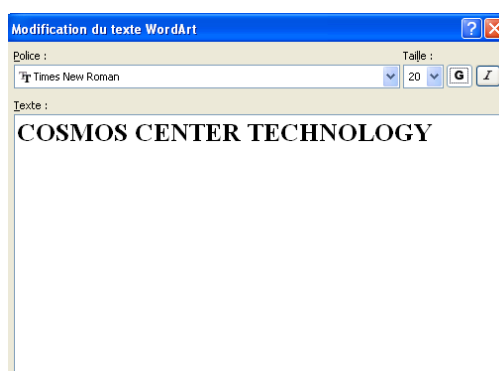 Modification du texte WordArt
Police :
Taille :
Times New Roman
20
G
I
Texte :
COSMOS CENTER TECHNOLOGY